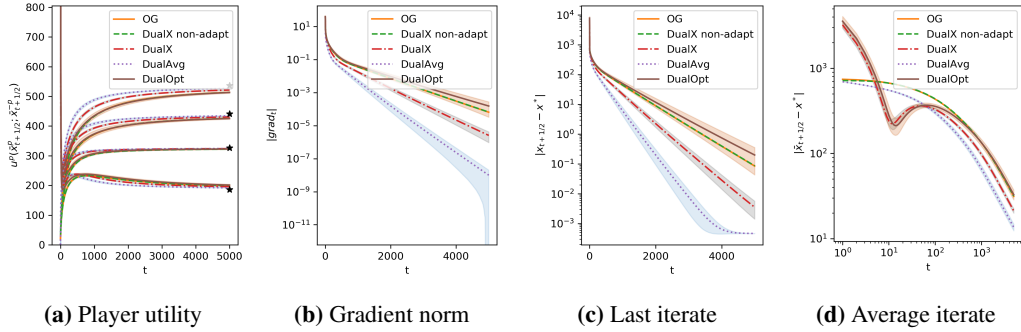 OG
DualX non-adapt
DualX
DualAvg
DualOpt
u^p(x̂^p_{t+1/2}, x̄^{-p}_{t+1/2})
800
700
600
500
400
300
200
100
0
0 1000 2000 3000 4000 5000
t
(a) Player utility
OG
DualX non-adapt
DualX
DualAvg
DualOpt
|grad_t|
10^1
10^{-1}
10^{-3}
10^{-5}
10^{-7}
10^{-9}
10^{-11}
0 2000 4000
t
(b) Gradient norm
OG
DualX non-adapt
DualX
DualAvg
DualOpt
|x_{t+1/2} − x*|
10^4
10^3
10^2
10^1
10^0
10^{-1}
10^{-2}
10^{-3}
0 2000 4000
t
(c) Last iterate
OG
DualX non-adapt
DualX
DualAvg
DualOpt
|x̄_{t+1/2} − x*|
10^3
10^2
10^1
10^0 10^1 10^2 10^3
t
(d) Average iterate